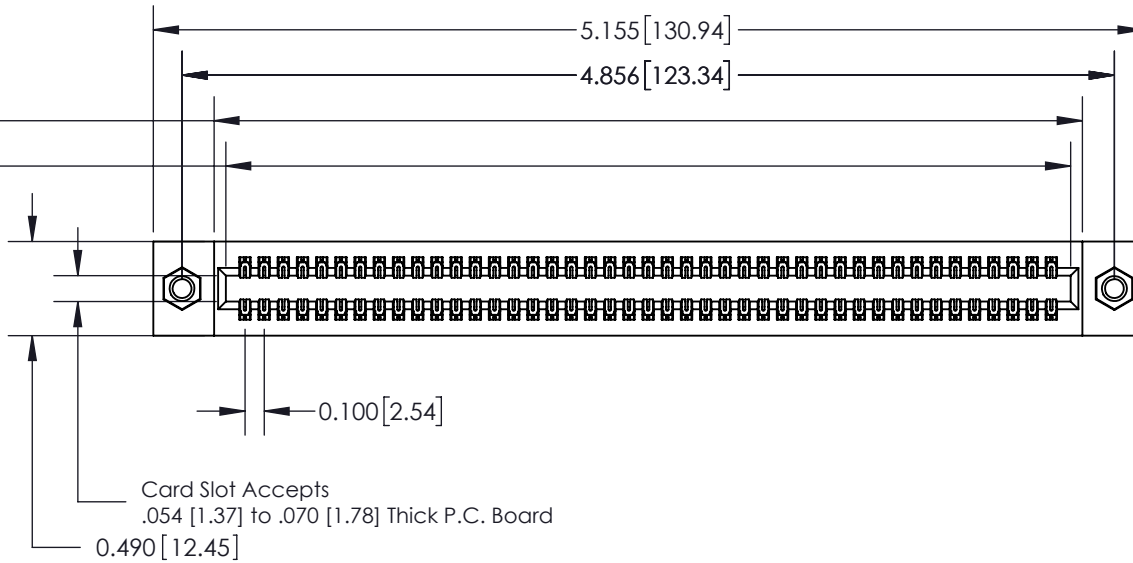 5.155[130.94]
4.856[123.34]
0.100[2.54]
Card Slot Accepts
.054 [1.37] to .070 [1.78] Thick P.C. Board
0.490[12.45]